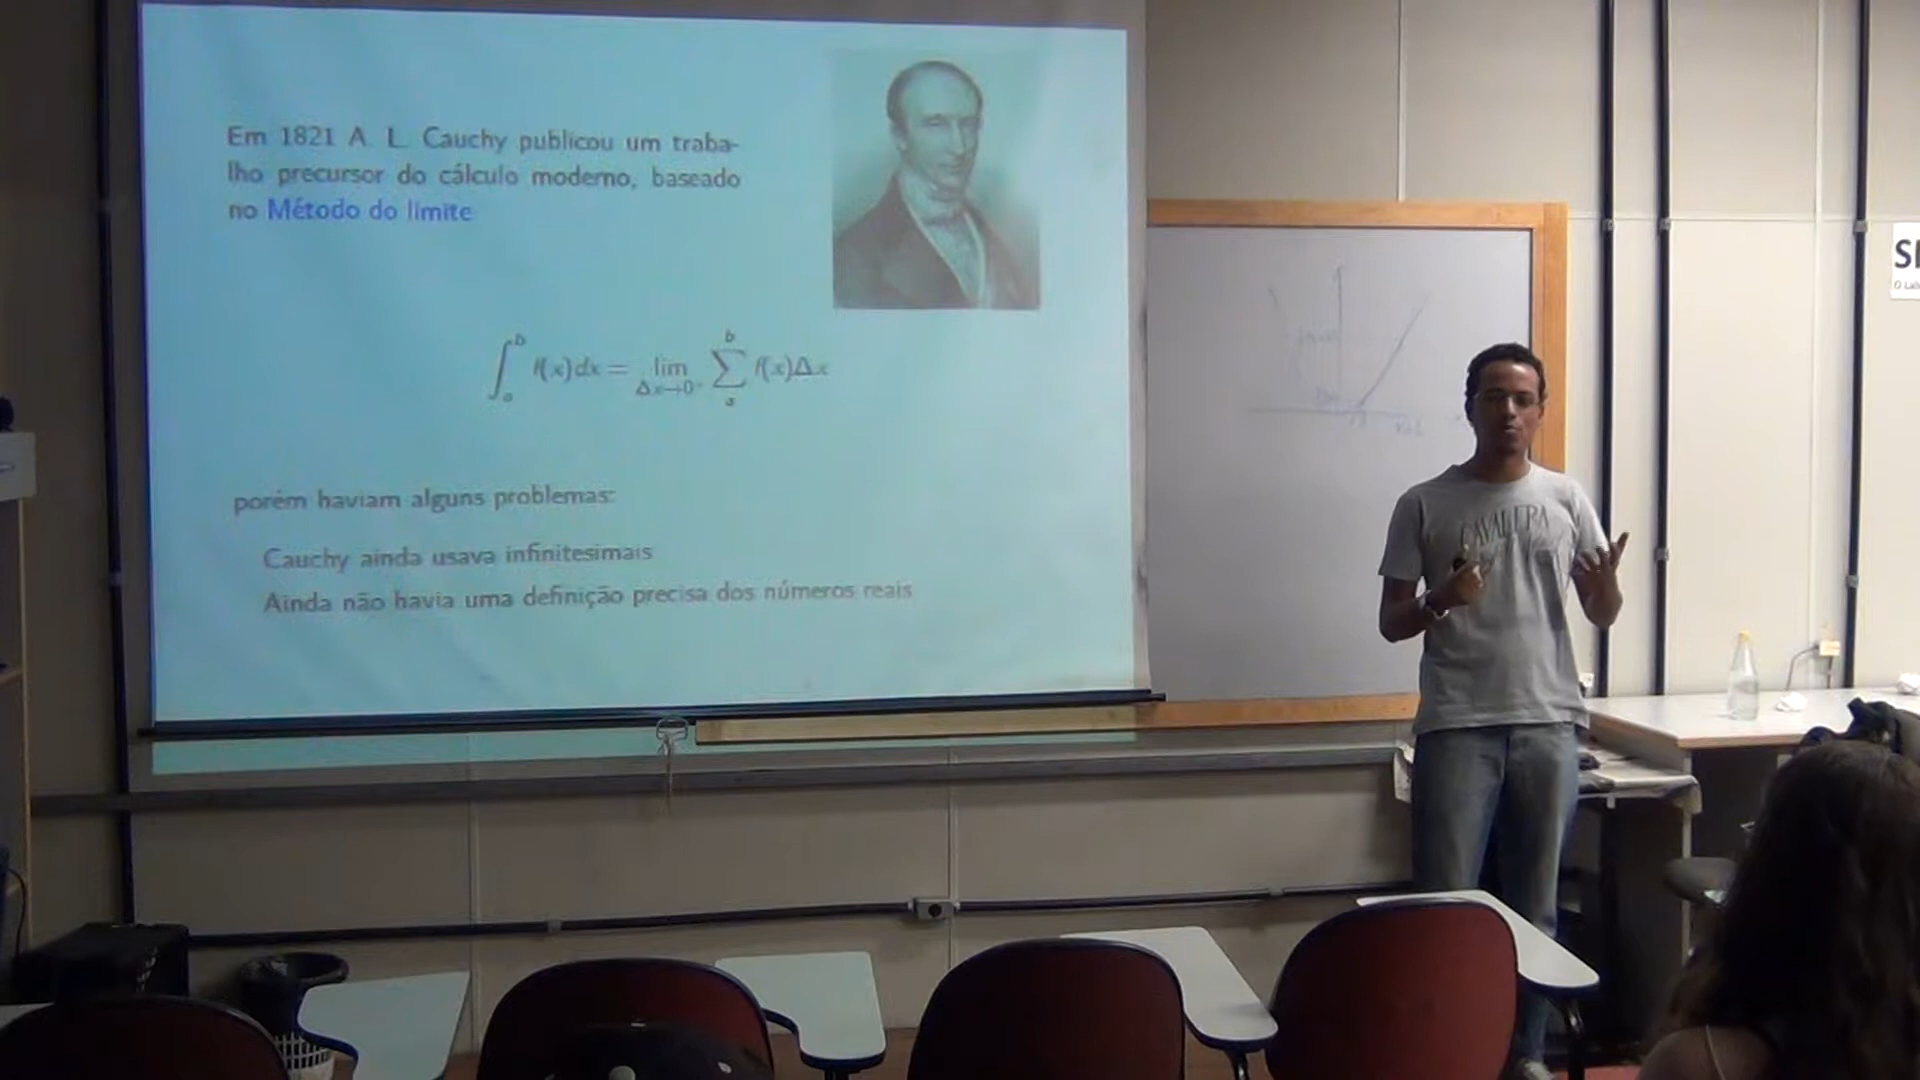 Em 1821 A. L. Cauchy publicou um traba-
lho precursor do cálculo moderno, baseado
no Método do limite
∫_a^b f(x)dx = lim_{Δx→0⁺} ∑_a^b f(x)Δx
porém haviam alguns problemas:
Cauchy ainda usava infinitesimais
Ainda não havia uma definição precisa dos números reais
CAVALERA